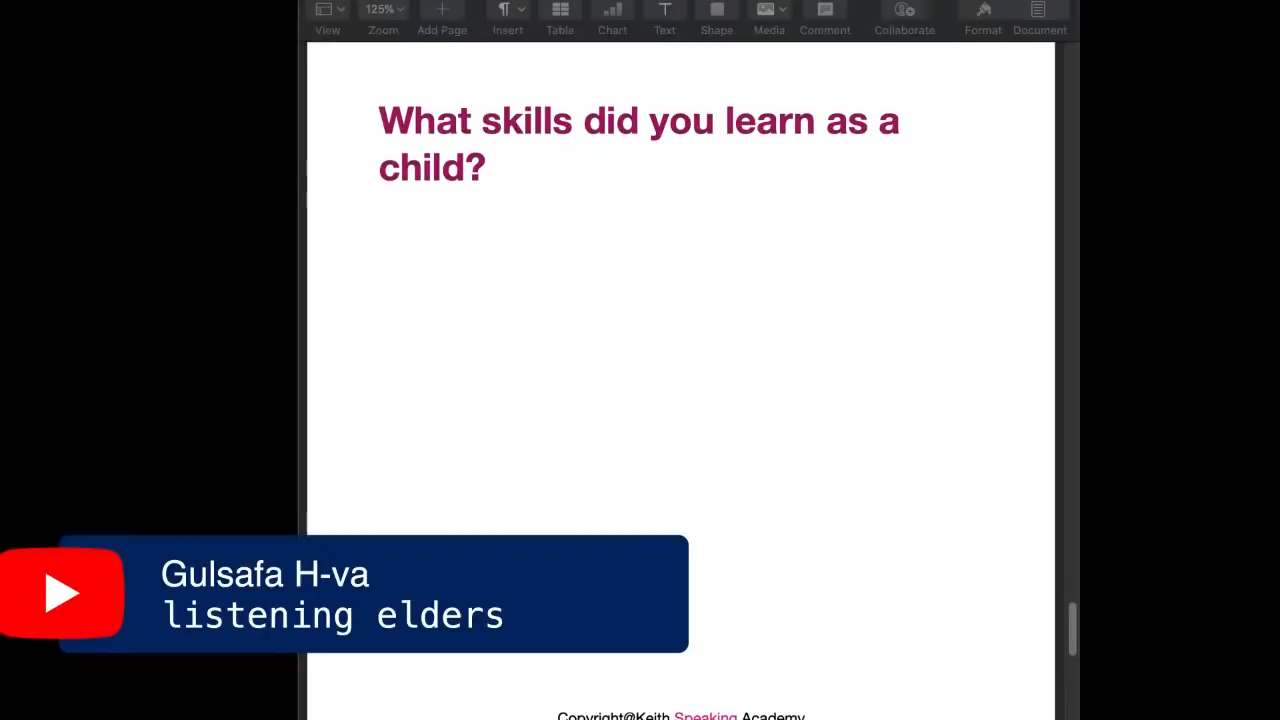 125%
View Zoom Add Page Insert Table Chart Text Shape Media Comment Collaborate Format Document
What skills did you learn as a
child?
Gulsafa H-va
listening elders
Copyright@Keith Speaking Academy